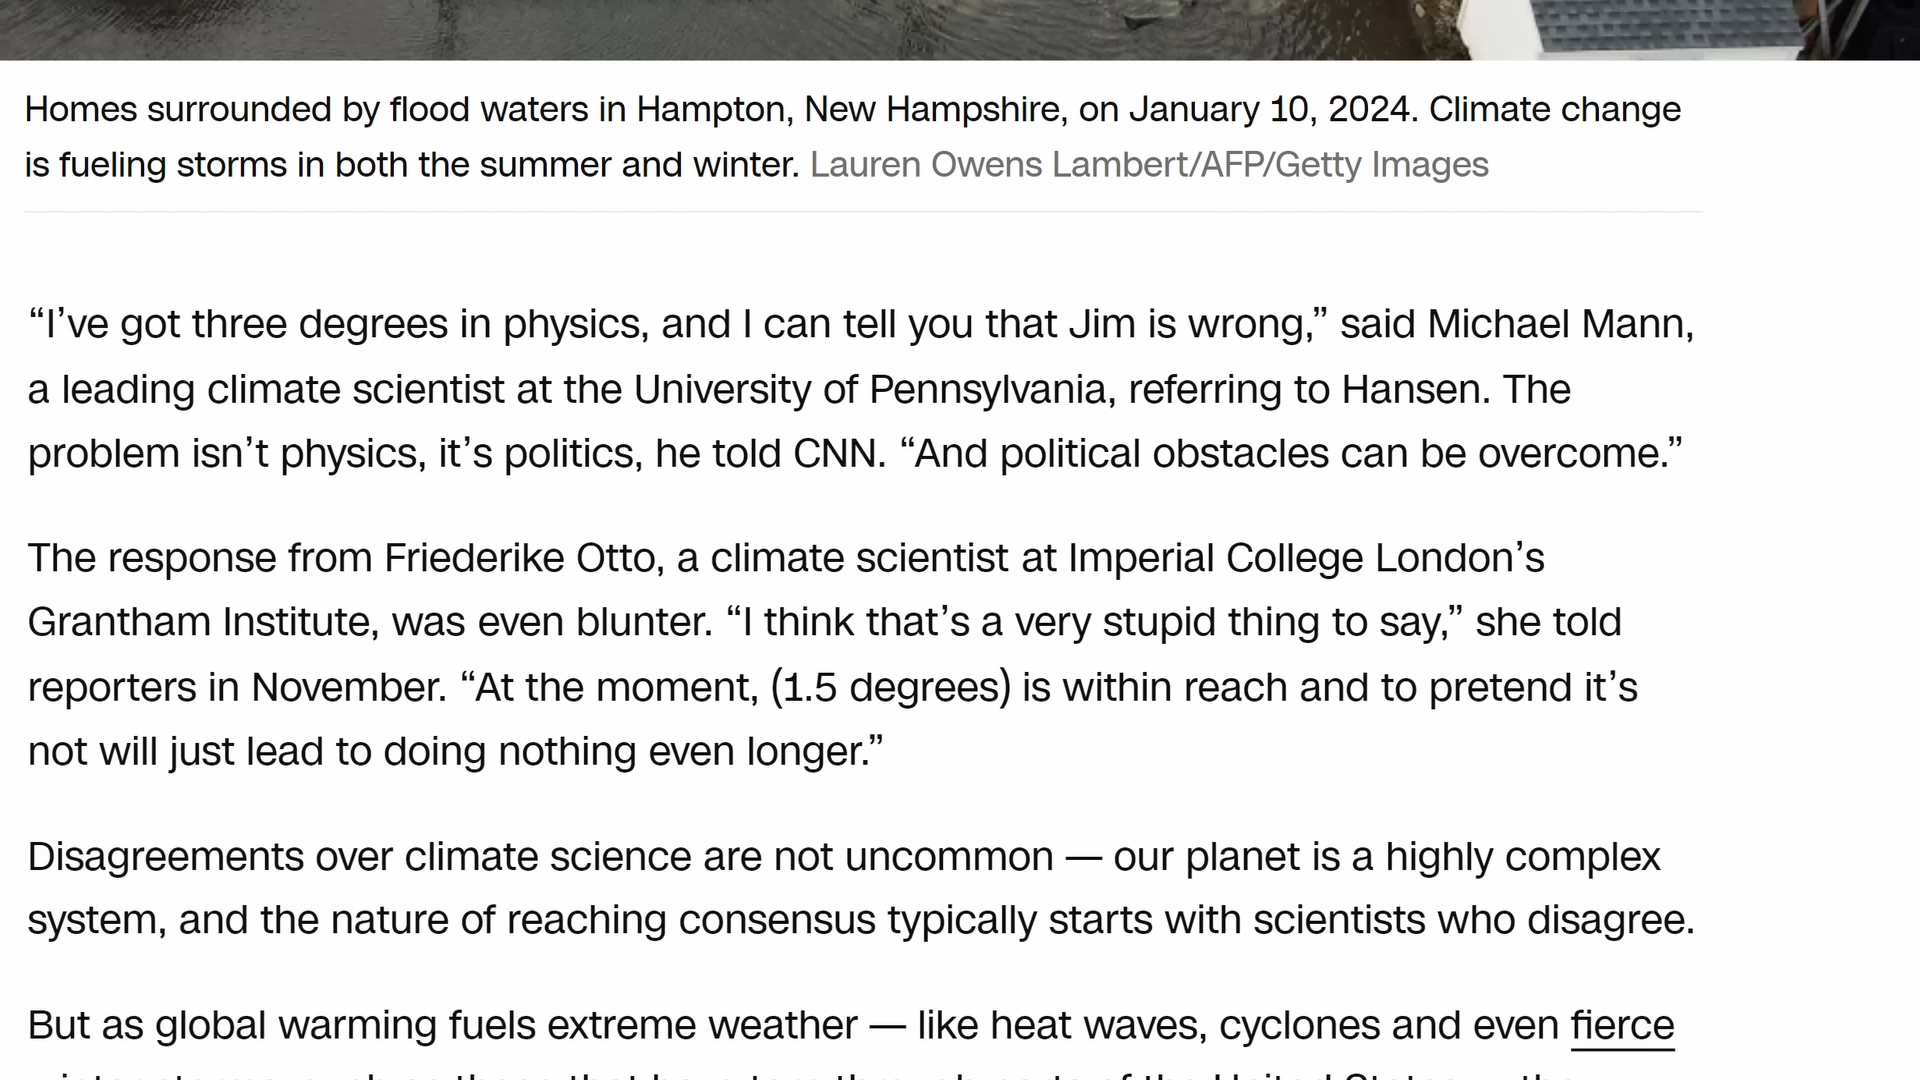 Homes surrounded by flood waters in Hampton, New Hampshire, on January 10, 2024. Climate change
is fueling storms in both the summer and winter. Lauren Owens Lambert/AFP/Getty Images
“I’ve got three degrees in physics, and I can tell you that Jim is wrong,” said Michael Mann,
a leading climate scientist at the University of Pennsylvania, referring to Hansen. The
problem isn’t physics, it’s politics, he told CNN. “And political obstacles can be overcome.”
The response from Friederike Otto, a climate scientist at Imperial College London’s
Grantham Institute, was even blunter. “I think that’s a very stupid thing to say,” she told
reporters in November. “At the moment, (1.5 degrees) is within reach and to pretend it’s
not will just lead to doing nothing even longer.”
Disagreements over climate science are not uncommon — our planet is a highly complex
system, and the nature of reaching consensus typically starts with scientists who disagree.
But as global warming fuels extreme weather — like heat waves, cyclones and even fierce